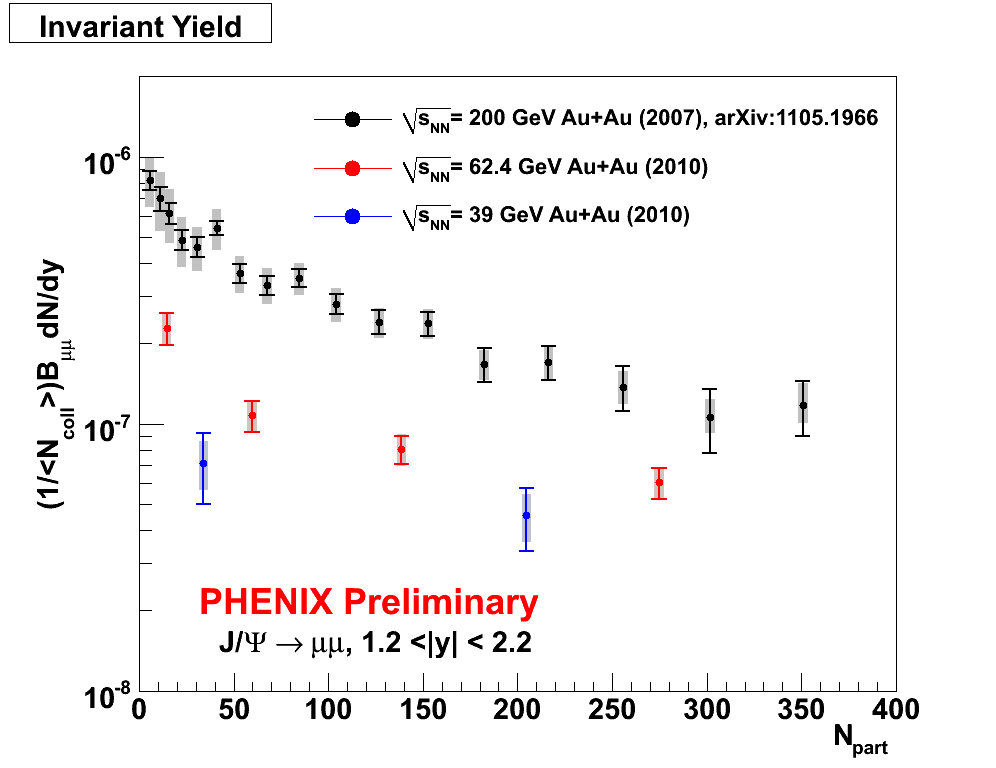 Invariant Yield
√sNN = 200 GeV Au+Au (2007), arXiv:1105.1966
√sNN = 62.4 GeV Au+Au (2010)
√sNN = 39 GeV Au+Au (2010)
10-6
10-7
10-8
(1/<Ncoll>)Bμμ dN/dy
PHENIX Preliminary
J/Ψ → μμ, 1.2 <|y| < 2.2
0 50 100 150 200 250 300 350 400
Npart